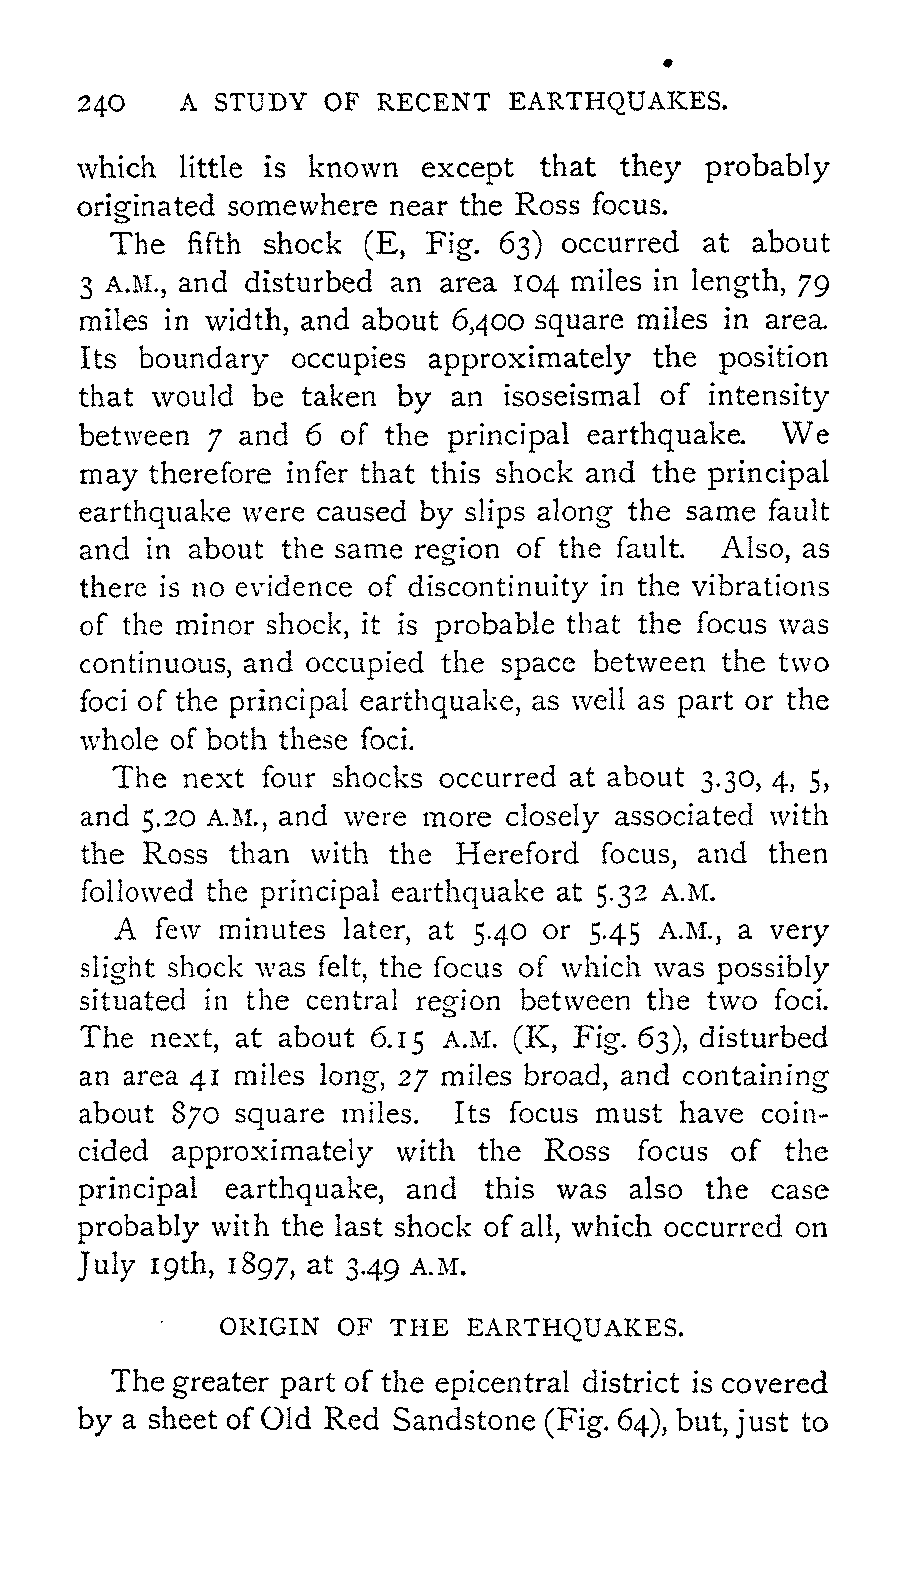 240 A STUDY OF RECENT EARTHQUAKES.
which little is known except that they probably
originated somewhere near the Ross focus.
The fifth shock (E, Fig. 63) occurred at about
3 A.M., and disturbed an area 104 miles in length, 79
miles in width, and about 6,400 square miles in area.
Its boundary occupies approximately the position
that would be taken by an isoseismal of intensity
between 7 and 6 of the principal earthquake. We
may therefore infer that this shock and the principal
earthquake were caused by slips along the same fault
and in about the same region of the fault. Also, as
there is no evidence of discontinuity in the vibrations
of the minor shock, it is probable that the focus was
continuous, and occupied the space between the two
foci of the principal earthquake, as well as part or the
whole of both these foci.
The next four shocks occurred at about 3.30, 4, 5,
and 5.20 A.M., and were more closely associated with
the Ross than with the Hereford focus, and then
followed the principal earthquake at 5.32 A.M.
A few minutes later, at 5.40 or 5.45 A.M., a very
slight shock was felt, the focus of which was possibly
situated in the central region between the two foci.
The next, at about 6.15 A.M. (K, Fig. 63), disturbed
an area 41 miles long, 27 miles broad, and containing
about 870 square miles. Its focus must have coin-
cided approximately with the Ross focus of the
principal earthquake, and this was also the case
probably with the last shock of all, which occurred on
July 19th, 1897, at 3.49 A.M.
ORIGIN OF THE EARTHQUAKES.
The greater part of the epicentral district is covered
by a sheet of Old Red Sandstone (Fig. 64), but, just to